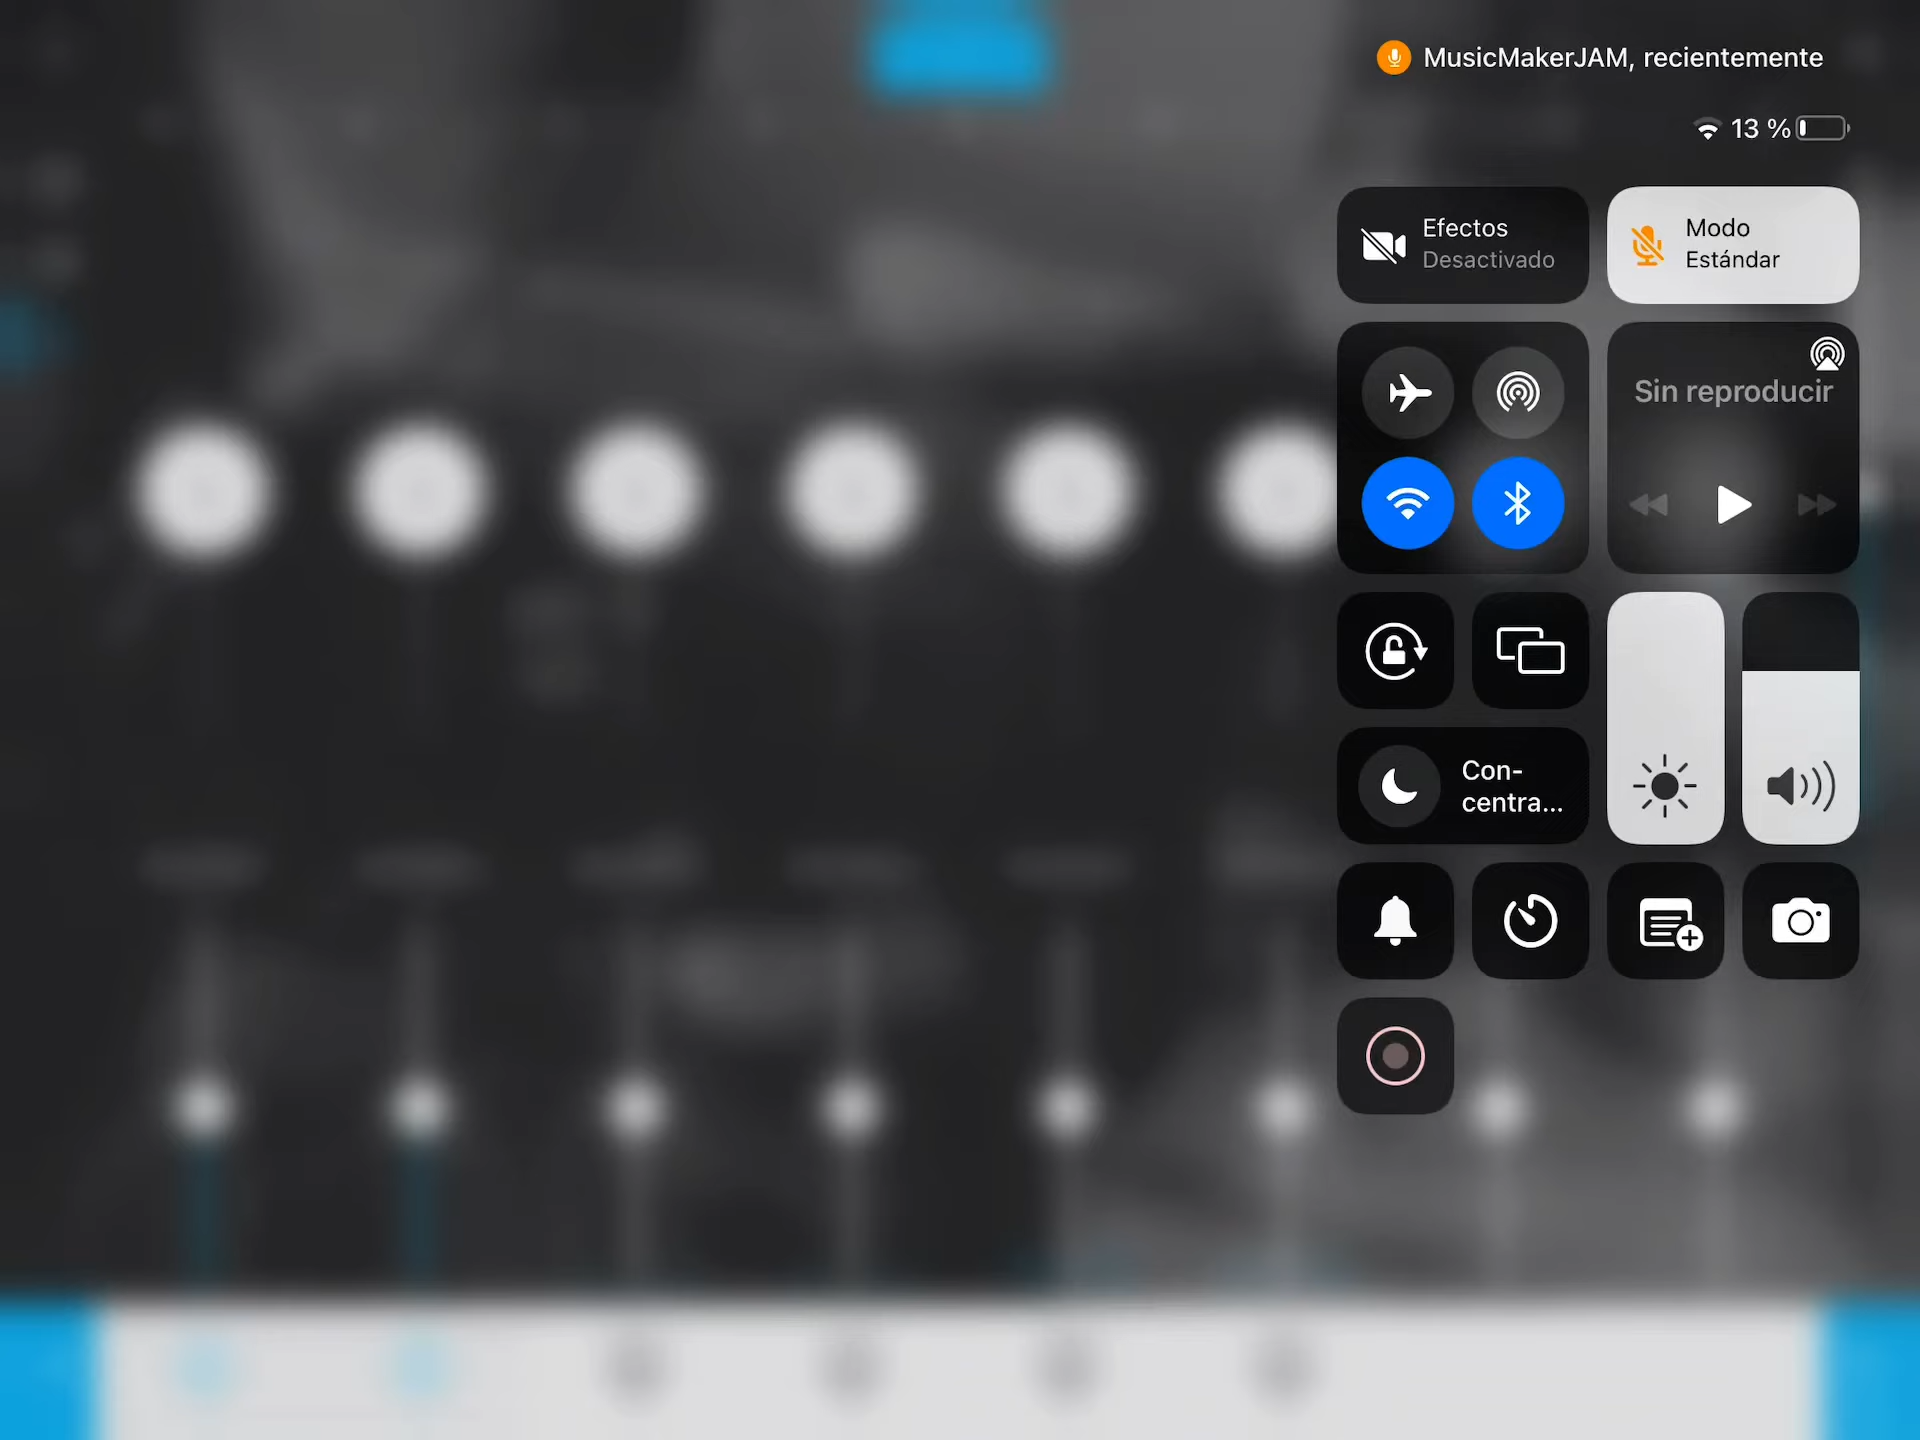 MusicMakerJAM, recientemente
13 %
Efectos
Desactivado
Modo
Estándar
Sin reproducir
Con-
centra...